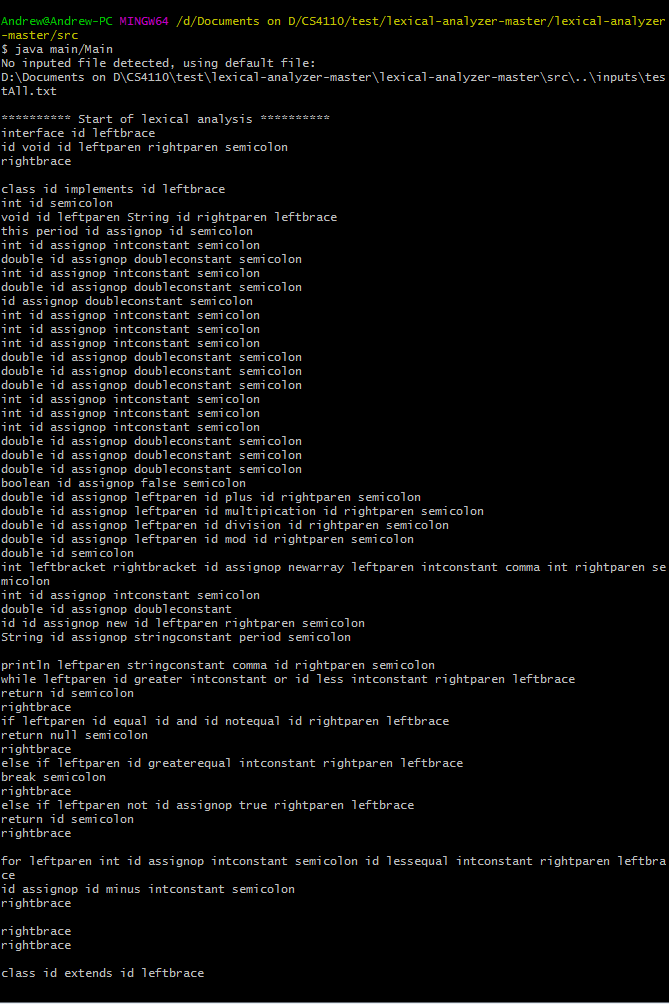 Andrew@Andrew-PC MINGW64 /d/Documents on D/CS4110/test/lexical-analyzer-master/lexical-analyzer
-master/src
$ java main/Main
No inputed file detected, using default file:
D:\Documents on D\CS4110\test\lexical-analyzer-master\lexical-analyzer-master\src\..\inputs\tes
tAll.txt
********** Start of lexical analysis **********
interface id leftbrace
id void id leftparen rightparen semicolon
rightbrace
class id implements id leftbrace
int id semicolon
void id leftparen String id rightparen leftbrace
this period id assignop id semicolon
int id assignop intconstant semicolon
double id assignop doubleconstant semicolon
int id assignop intconstant semicolon
double id assignop doubleconstant semicolon
id assignop doubleconstant semicolon
int id assignop intconstant semicolon
int id assignop intconstant semicolon
int id assignop intconstant semicolon
double id assignop doubleconstant semicolon
double id assignop doubleconstant semicolon
double id assignop doubleconstant semicolon
int id assignop intconstant semicolon
int id assignop intconstant semicolon
int id assignop intconstant semicolon
double id assignop doubleconstant semicolon
double id assignop doubleconstant semicolon
double id assignop doubleconstant semicolon
boolean id assignop false semicolon
double id assignop leftparen id plus id rightparen semicolon
double id assignop leftparen id multipication id rightparen semicolon
double id assignop leftparen id division id rightparen semicolon
double id assignop leftparen id mod id rightparen semicolon
double id semicolon
int leftbracket rightbracket id assignop newarray leftparen intconstant comma int rightparen se
micolon
int id assignop intconstant semicolon
double id assignop doubleconstant
id id assignop new id leftparen rightparen semicolon
String id assignop stringconstant period semicolon
println leftparen stringconstant comma id rightparen semicolon
while leftparen id greater intconstant or id less intconstant rightparen leftbrace
return id semicolon
rightbrace
if leftparen id equal id and id notequal id rightparen leftbrace
return null semicolon
rightbrace
else if leftparen id greaterequal intconstant rightparen leftbrace
break semicolon
rightbrace
else if leftparen not id assignop true rightparen leftbrace
return id semicolon
rightbrace
for leftparen int id assignop intconstant semicolon id lessequal intconstant rightparen leftbra
ce
id assignop id minus intconstant semicolon
rightbrace
rightbrace
rightbrace
class id extends id leftbrace